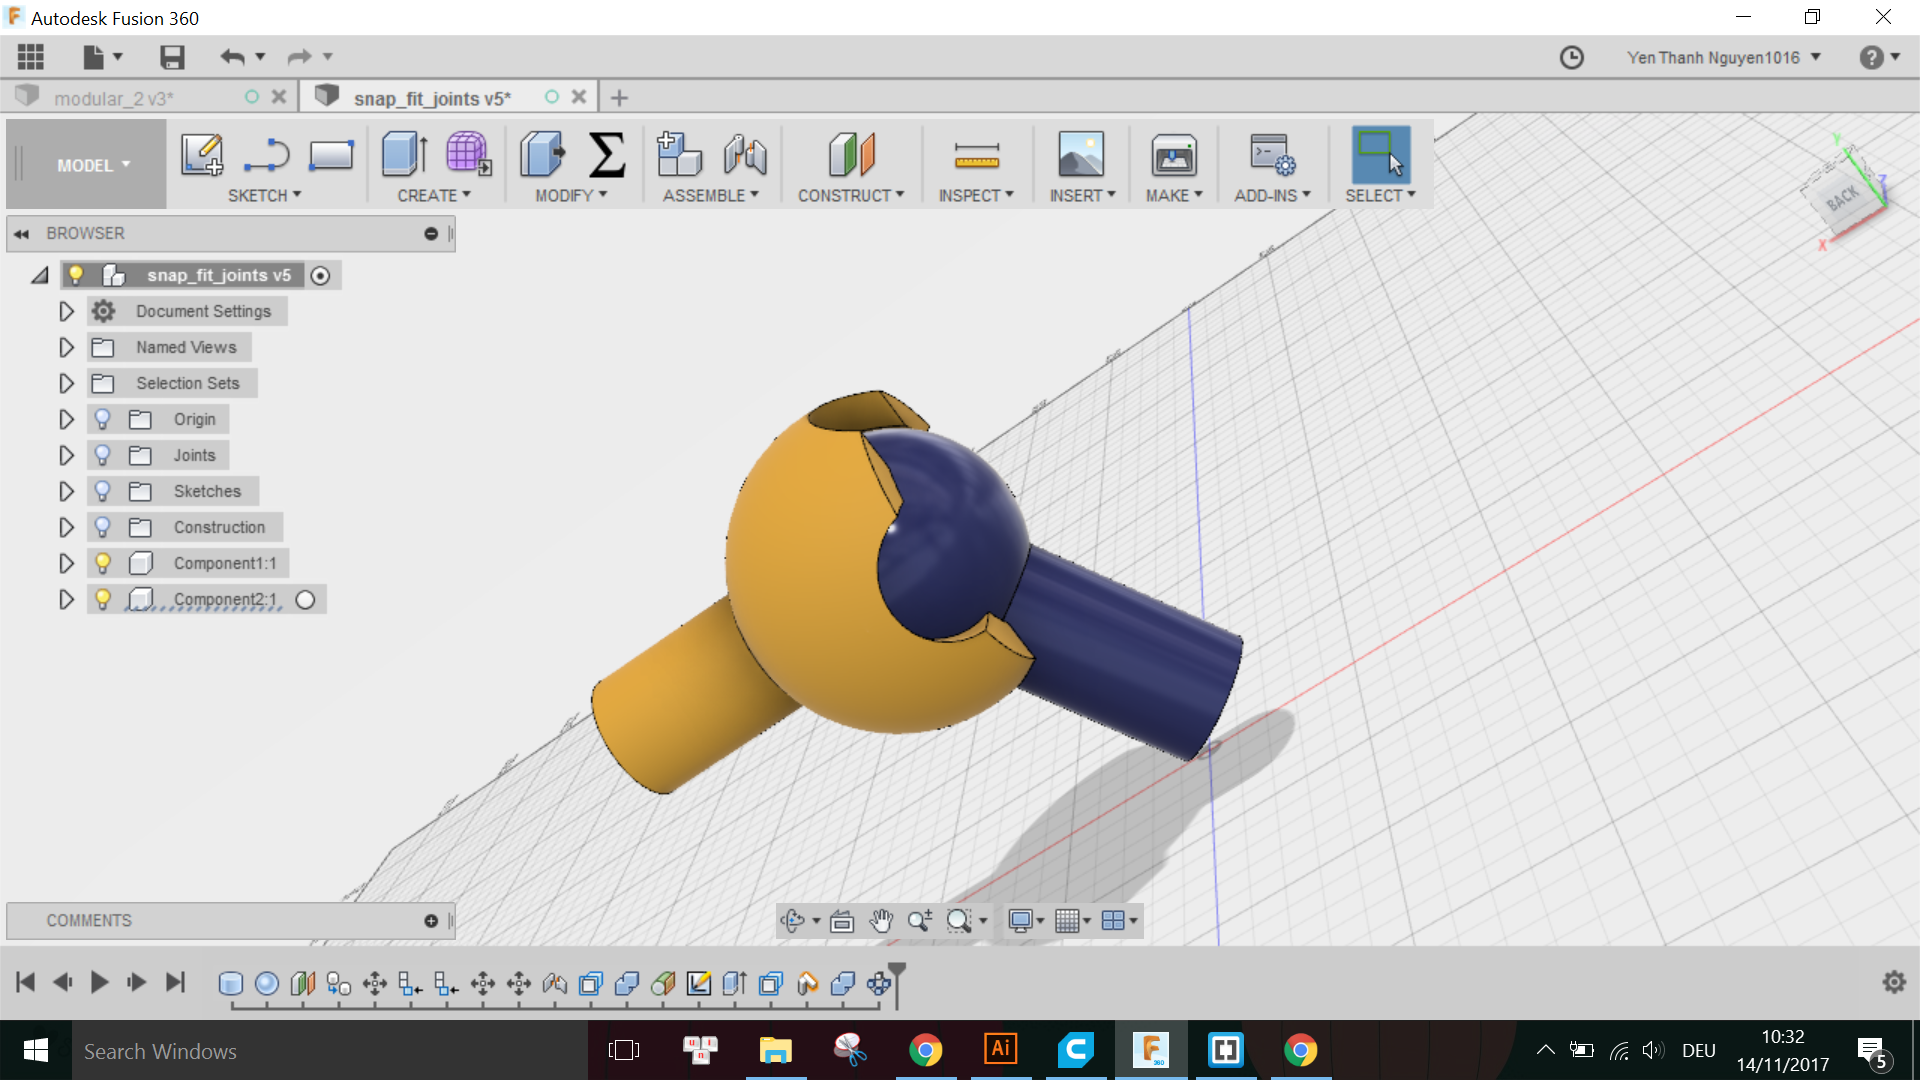 Autodesk Fusion 360
Yen Thanh Nguyen1016
modular_2 v3*
snap_fit_joints v5*
MODEL
SKETCH
CREATE
MODIFY
ASSEMBLE
CONSTRUCT
INSPECT
INSERT
MAKE
ADD-INS
SELECT
BACK
Y
Z
X
BROWSER
snap_fit_joints v5
Document Settings
Named Views
Selection Sets
Origin
Joints
Sketches
Construction
Component1:1
Component2:1
COMMENTS
Search Windows
u i n
Ai
F 360
DEU
10:32
14/11/2017
5